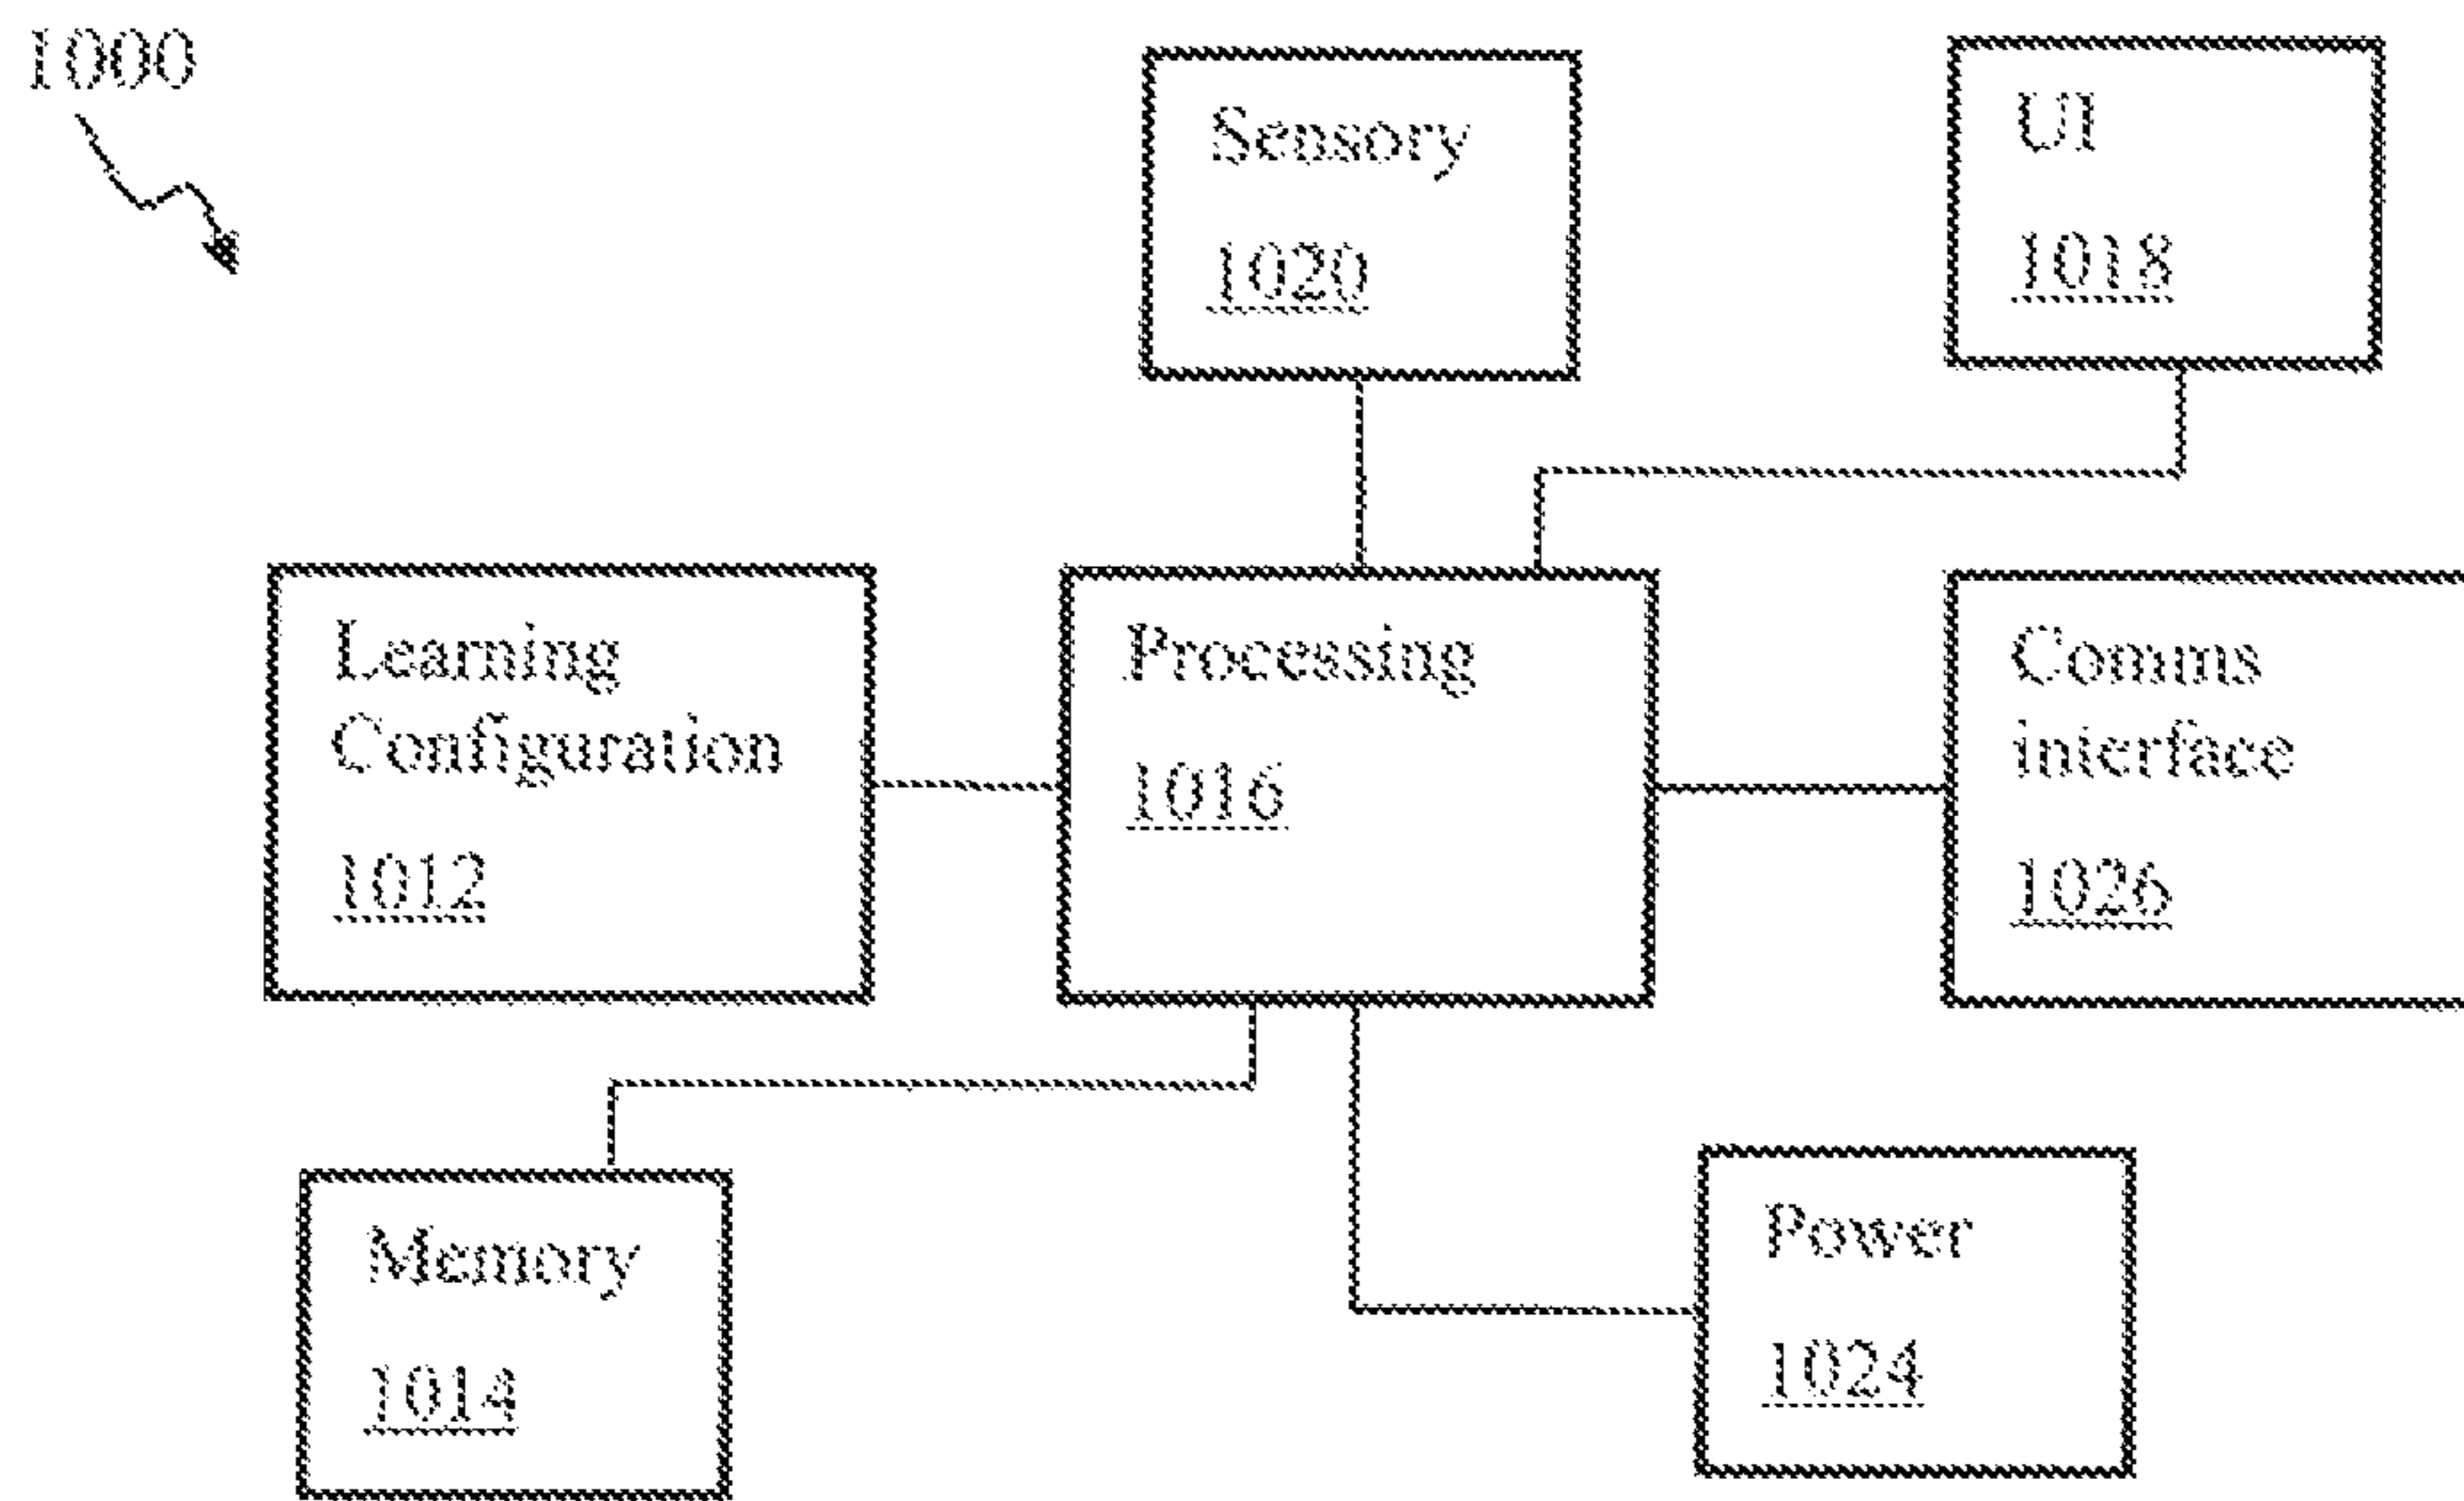 1000
Sensory
1020
UI
1018
Learning
Configuration
1012
Processing
1016
Comms
interface
1026
Memory
1014
Power
1024